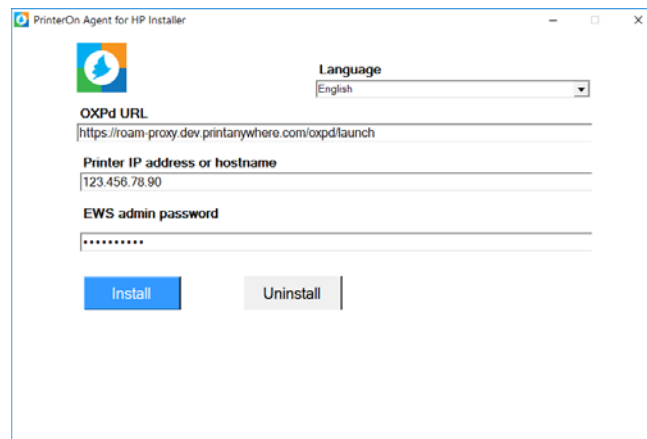 PrinterOn Agent for HP Installer
Language
English
OXPd URL
https://roam-proxy.dev.printanywhere.com/oxpd/launch
Printer IP address or hostname
123.456.78.90
EWS admin password
••••••••••
Install Uninstall